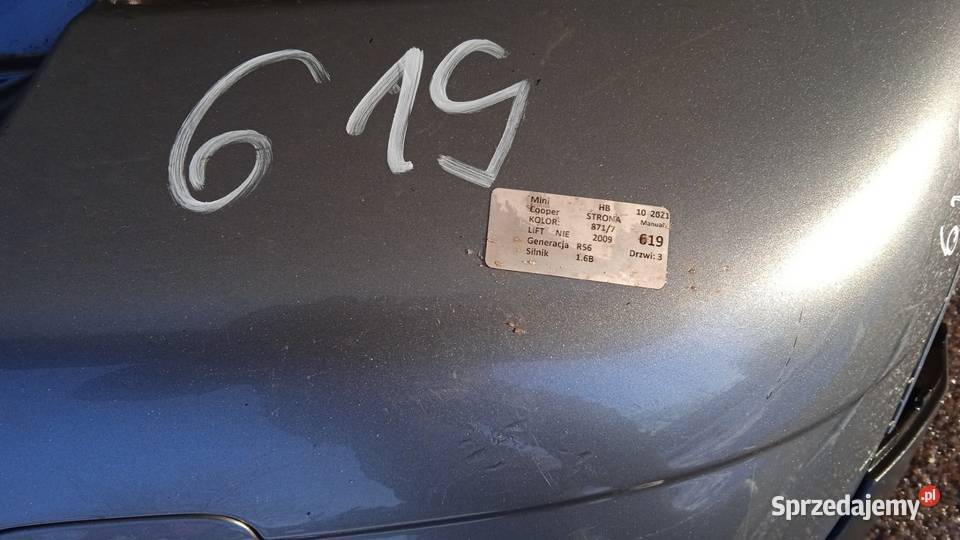 619
Mini HB 10 2021
Cooper STRONA Manual
KOLOR: 871/7
LIFT NIE 2009 619
Generacja R56 Drzwi: 3
Silnik 1.6B
Sprzedajemy.pl